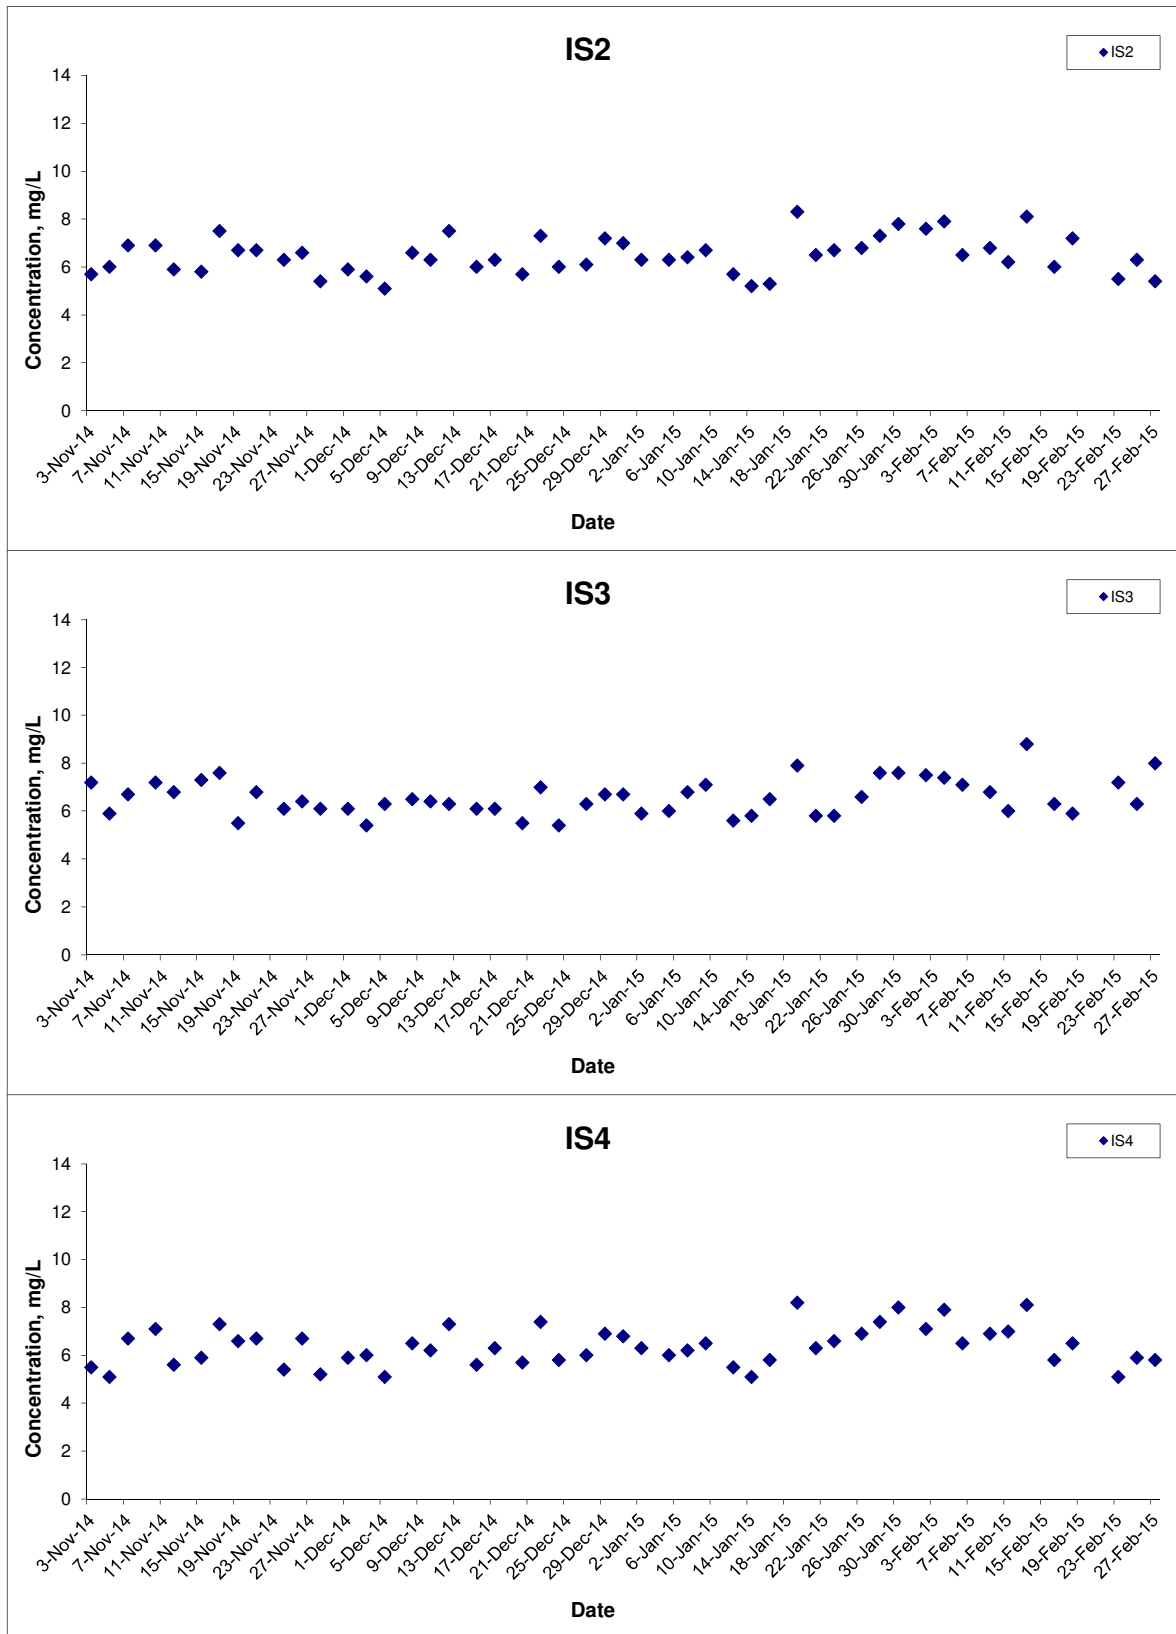 IS2
IS2
14
12
10
8
6
4
2
0
Concentration, mg/L
3-Nov-14 7-Nov-14 11-Nov-14 15-Nov-14 19-Nov-14 23-Nov-14 27-Nov-14 1-Dec-14 5-Dec-14 9-Dec-14 13-Dec-14 17-Dec-14 21-Dec-14 25-Dec-14 29-Dec-14 2-Jan-15 6-Jan-15 10-Jan-15 14-Jan-15 18-Jan-15 22-Jan-15 26-Jan-15 30-Jan-15 3-Feb-15 7-Feb-15 11-Feb-15 15-Feb-15 19-Feb-15 23-Feb-15 27-Feb-15
Date
IS3
IS3
14
12
10
8
6
4
2
0
Concentration, mg/L
3-Nov-14 7-Nov-14 11-Nov-14 15-Nov-14 19-Nov-14 23-Nov-14 27-Nov-14 1-Dec-14 5-Dec-14 9-Dec-14 13-Dec-14 17-Dec-14 21-Dec-14 25-Dec-14 29-Dec-14 2-Jan-15 6-Jan-15 10-Jan-15 14-Jan-15 18-Jan-15 22-Jan-15 26-Jan-15 30-Jan-15 3-Feb-15 7-Feb-15 11-Feb-15 15-Feb-15 19-Feb-15 23-Feb-15 27-Feb-15
Date
IS4
IS4
14
12
10
8
6
4
2
0
Concentration, mg/L
3-Nov-14 7-Nov-14 11-Nov-14 15-Nov-14 19-Nov-14 23-Nov-14 27-Nov-14 1-Dec-14 5-Dec-14 9-Dec-14 13-Dec-14 17-Dec-14 21-Dec-14 25-Dec-14 29-Dec-14 2-Jan-15 6-Jan-15 10-Jan-15 14-Jan-15 18-Jan-15 22-Jan-15 26-Jan-15 30-Jan-15 3-Feb-15 7-Feb-15 11-Feb-15 15-Feb-15 19-Feb-15 23-Feb-15 27-Feb-15
Date